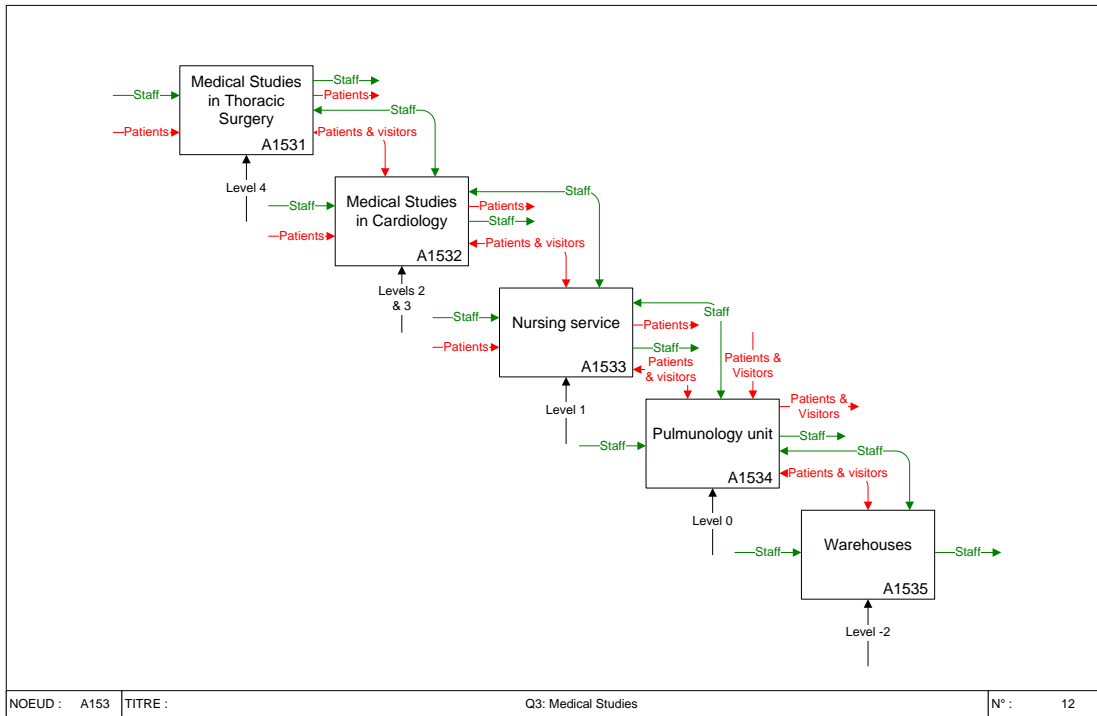 Medical Studies
in Thoracic
Surgery
A1531
Staff
Patients
Staff
Patients
Staff
Patients & visitors
Level 4
Medical Studies
in Cardiology
A1532
Staff
Patients
Patients
Staff
Staff
Patients & visitors
Levels 2
& 3
Nursing service
A1533
Staff
Patients
Patients
Staff
Staff
Patients
& visitors
Level 1
Patients &
Visitors
Pulmunology unit
A1534
Staff
Patients &
Visitors
Staff
Staff
Patients & visitors
Level 0
Warehouses
A1535
Staff
Staff
Level -2
NOEUD : A153 TITRE : Q3: Medical Studies N° : 12